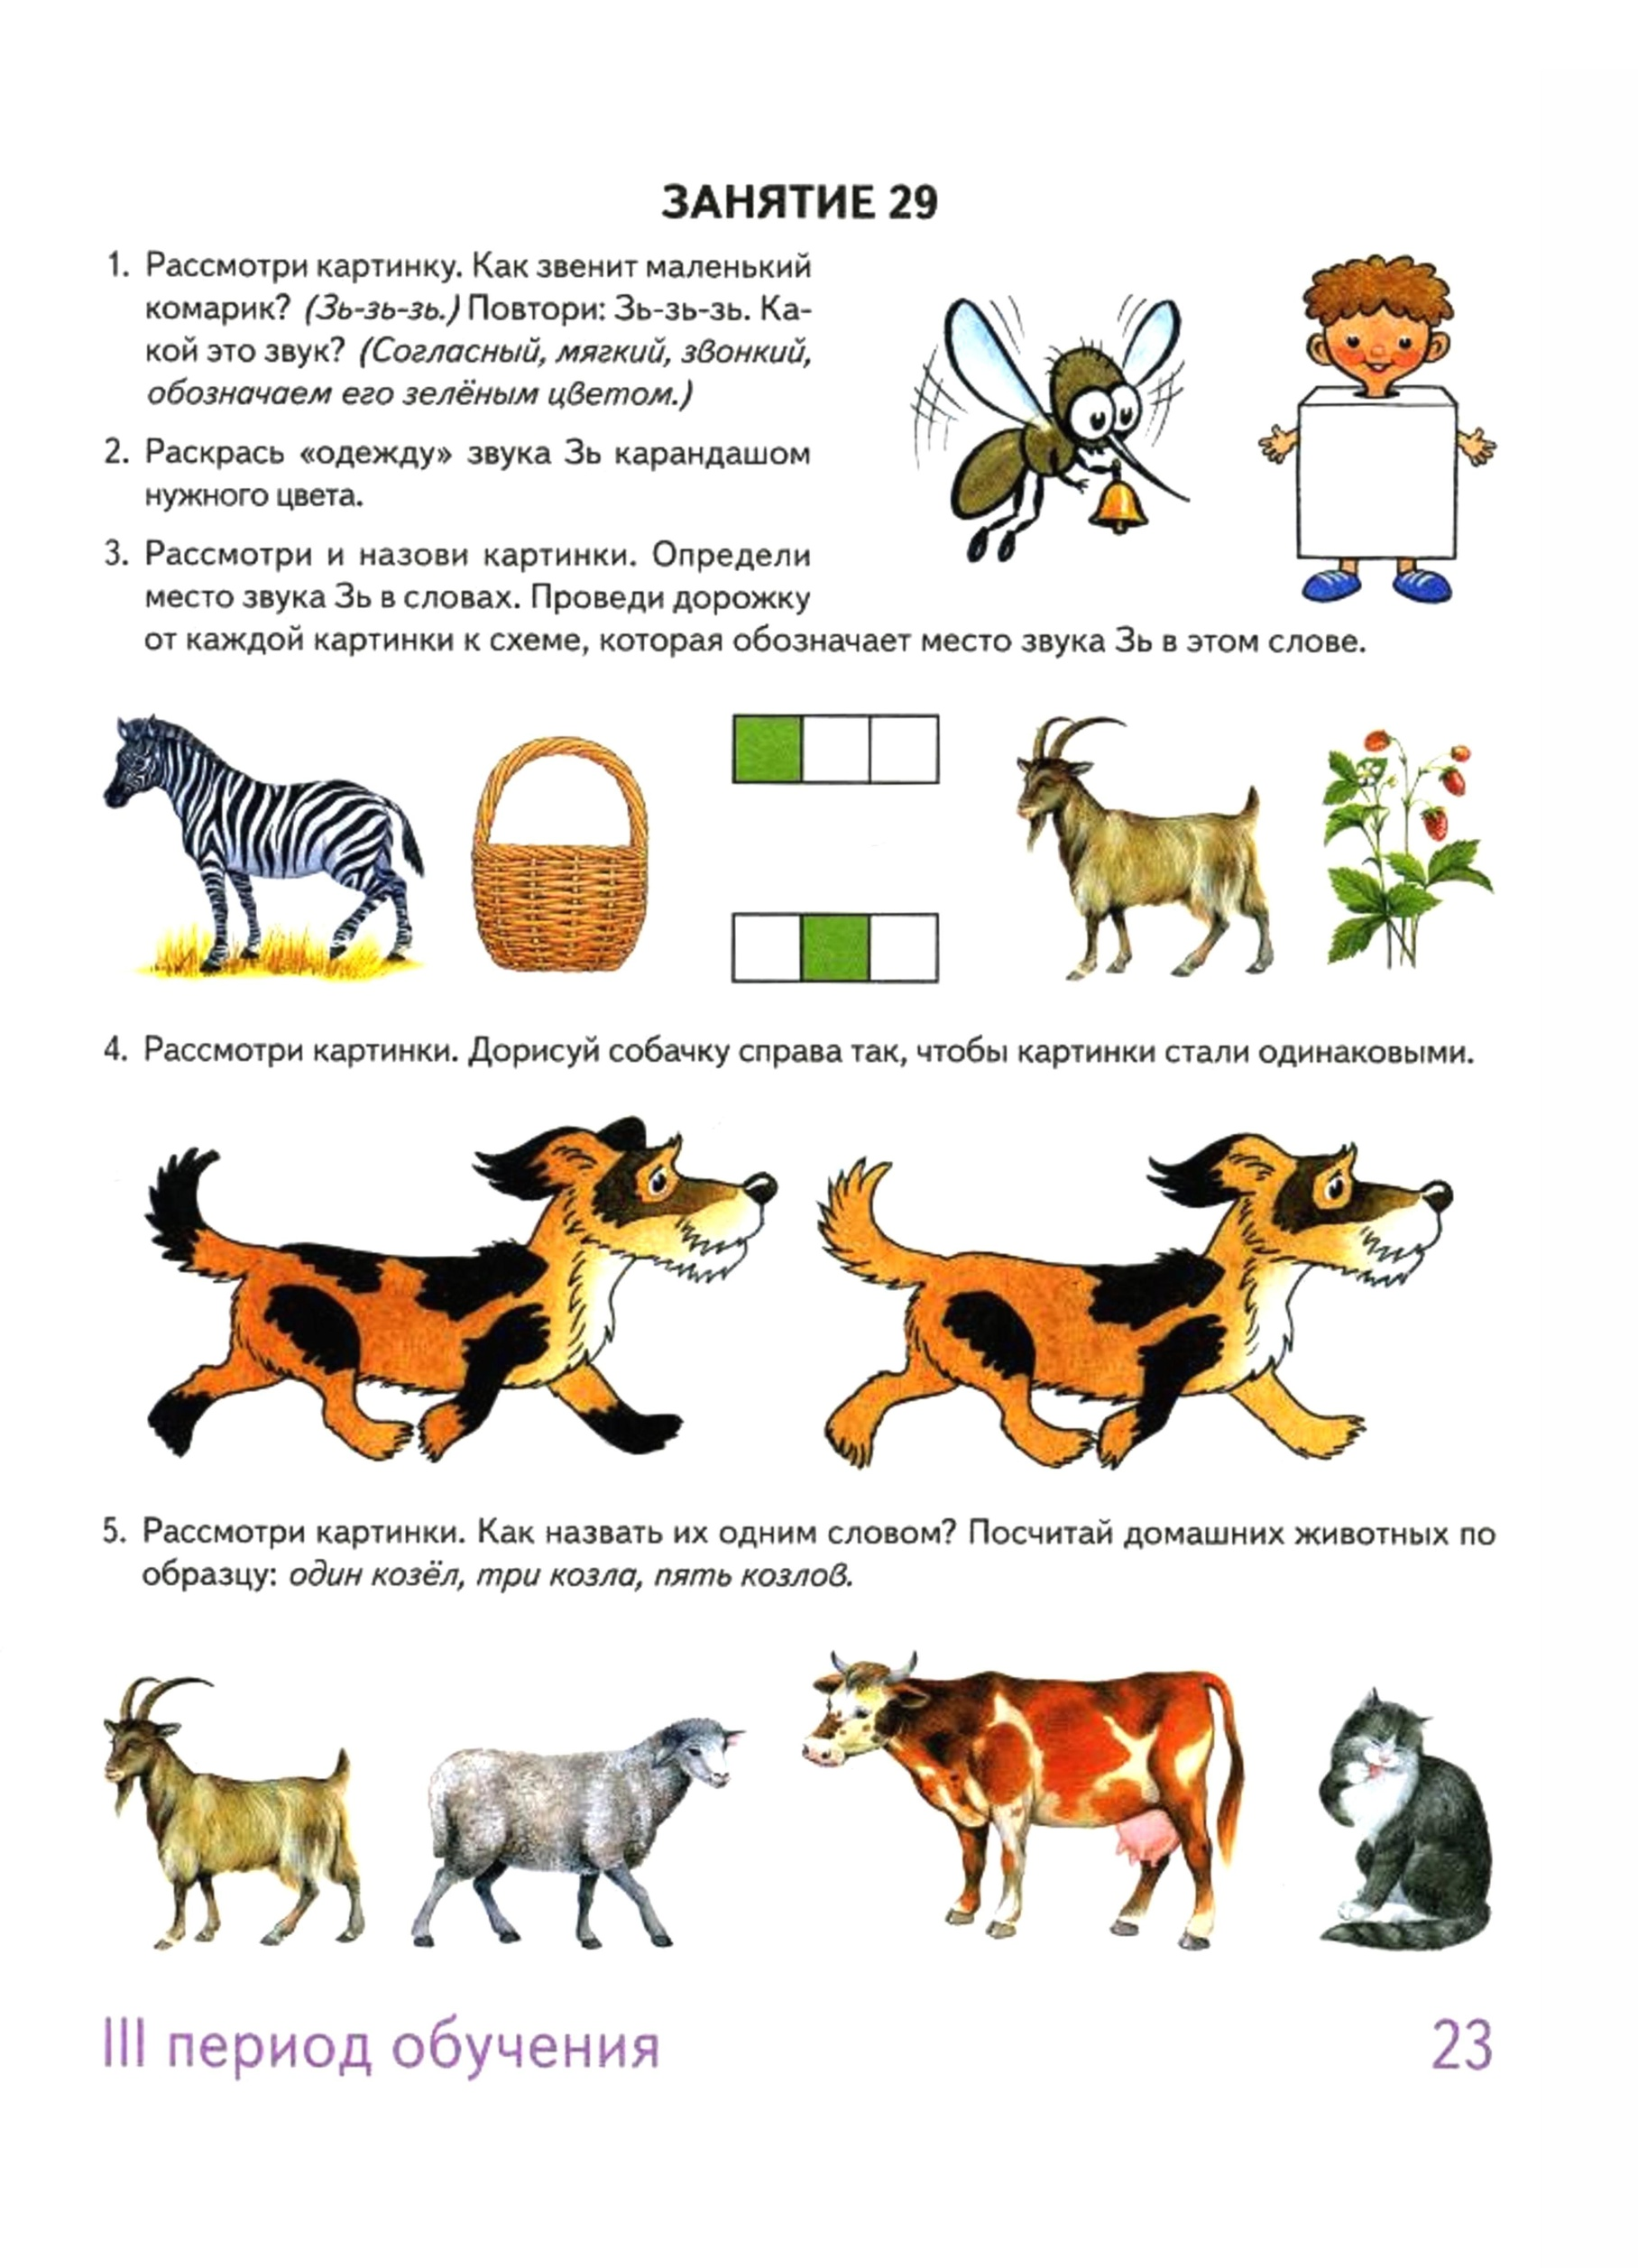 ЗАНЯТИЕ 29
1. Рассмотри картинку. Как звенит маленький
комарик? (Зь-зь-зь.) Повтори: Зь-зь-зь. Ка-
кой это звук? (Согласный, мягкий, звонкий,
обозначаем его зелёным цветом.)
2. Раскрась «одежду» звука Зь карандашом
нужного цвета.
3. Рассмотри и назови картинки. Определи
место звука Зь в словах. Проведи дорожку
от каждой картинки к схеме, которая обозначает место звука Зь в этом слове.
4. Рассмотри картинки. Дорисуй собачку справа так, чтобы картинки стали одинаковыми.
5. Рассмотри картинки. Как назвать их одним словом? Посчитай домашних животных по
образцу: один козёл, три козла, пять козлов.
III период обучения
23